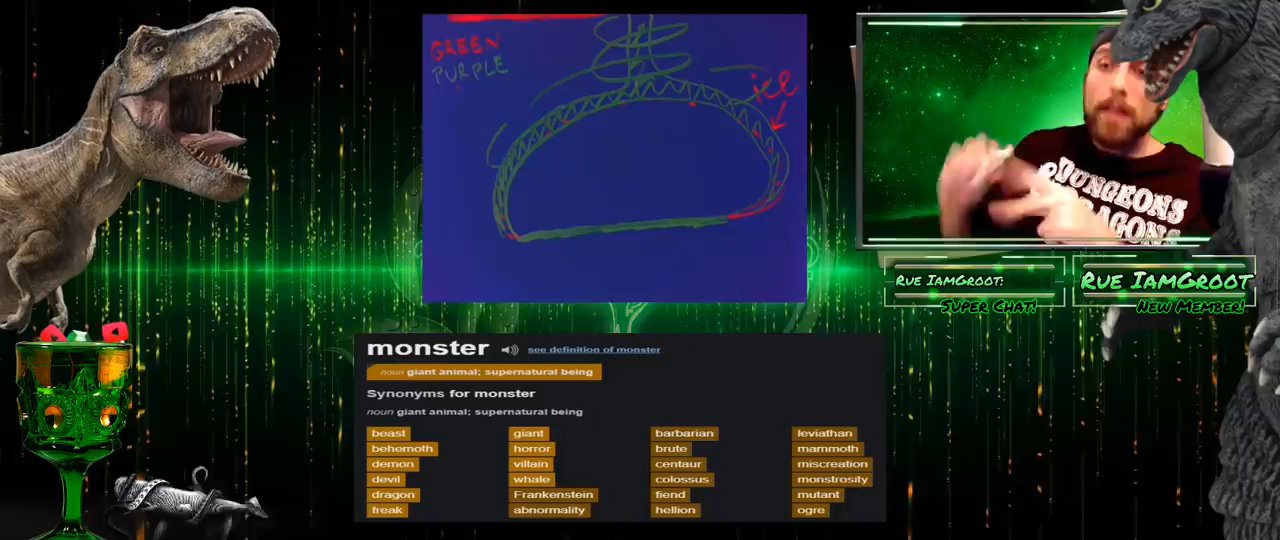 GREEN
PURPLE
ice
DUNGEONS
DRAGONS
RUE IAMGROOT:
SUPER CHAT!
RUE IAMGROOT
NEW MEMBER!
monster see definition of monster
noun giant animal; supernatural being
Synonyms for monster
noun giant animal; supernatural being
beast giant barbarian leviathan
behemoth horror brute mammoth
demon villain centaur miscreation
devil whale colossus monstrosity
dragon Frankenstein fiend mutant
freak abnormality hellion ogre